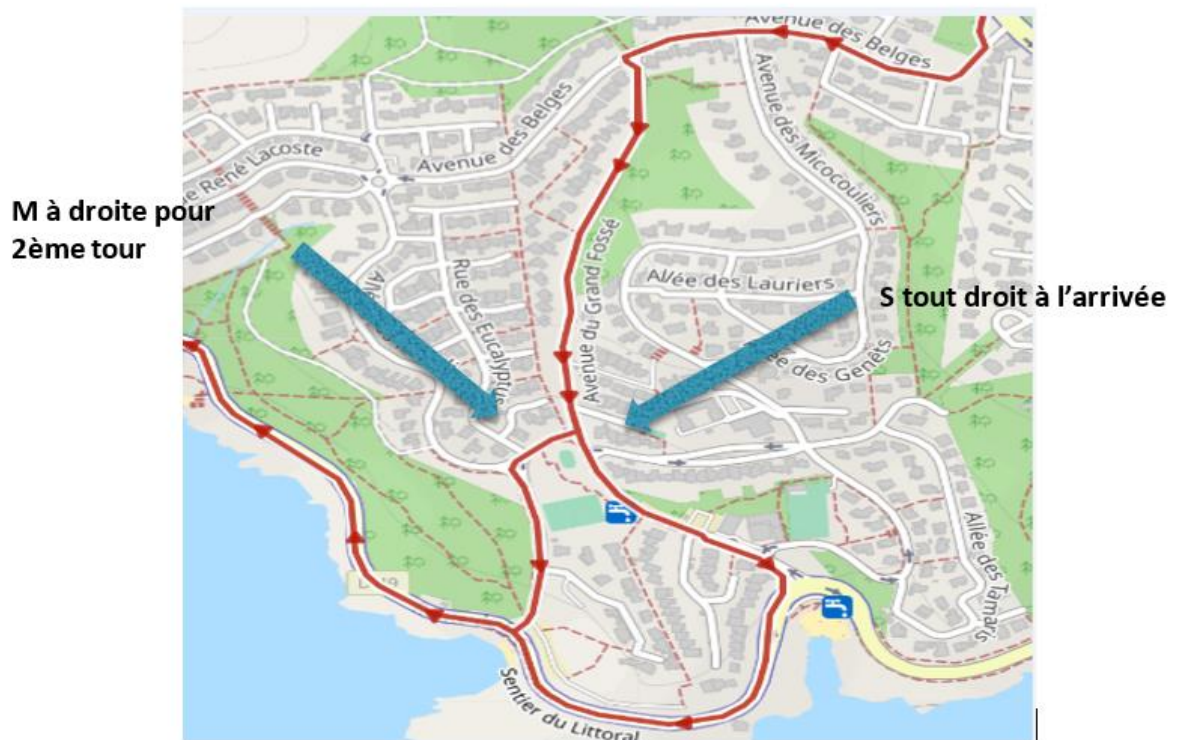 Avenue des Belges
Avenue des Micocouliers
Avenue des Belges
Rue René Lacoste
M à droite pour
2ème tour
Avenue du Grand Fossé
Rue des Eucalyptus
Allée des Lauriers
S tout droit à l’arrivée
des Genêts
Allée des Tamaris
Sentier du Littoral